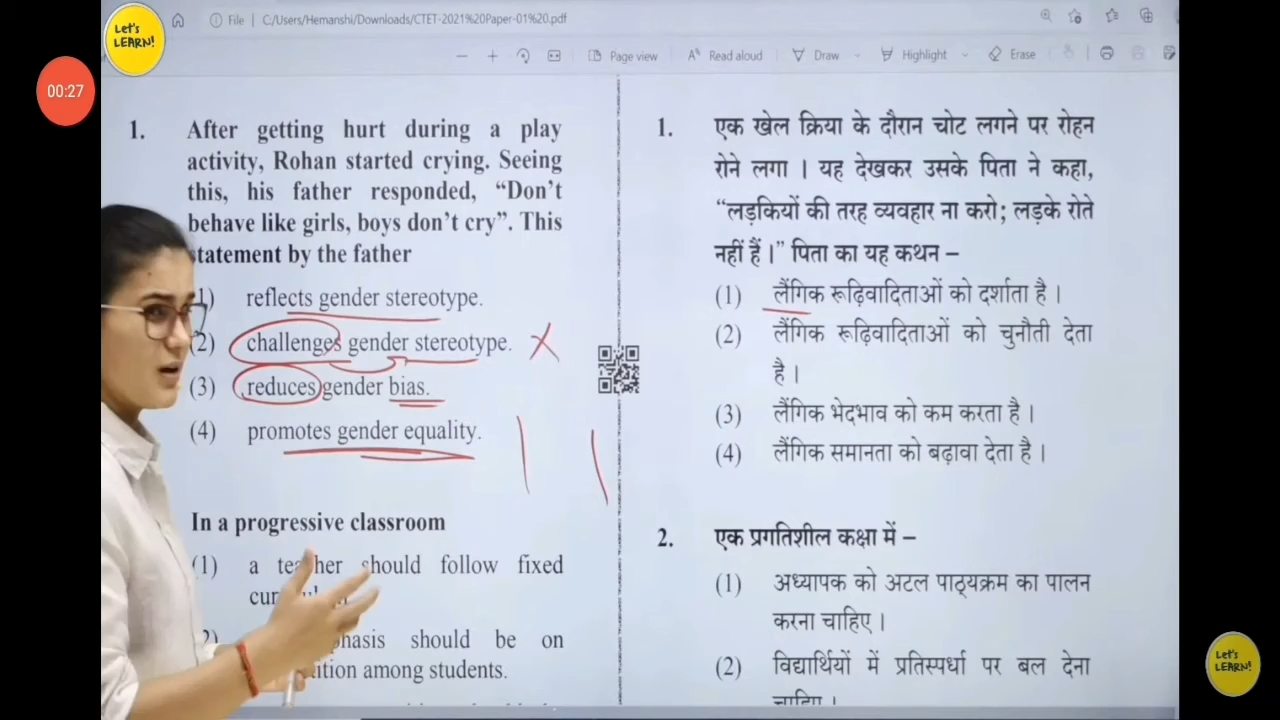 Let's
LEARN!
File | C:/Users/Hemanshi/Downloads/CTET-2021%20Paper-01%20.pdf
00:27
Page view
Read aloud
Draw
Highlight
Erase
1. After getting hurt during a play
activity, Rohan started crying. Seeing
this, his father responded, “Don't
behave like girls, boys don't cry”. This
statement by the father
1) reflects gender stereotype.
(2) challenges gender stereotype.
(3) reduces gender bias.
(4) promotes gender equality.
In a progressive classroom
(1) a teacher should follow fixed
should be on
among students.
1. एक खेल क्रिया के दौरान चोट लगने पर रोहन
रोने लगा । यह देखकर उसके पिता ने कहा,
“लड़कियों की तरह व्यवहार ना करो; लड़के रोते
नहीं हैं ।” पिता का यह कथन –
(1) लैंगिक रूढ़िवादिताओं को दर्शाता है ।
(2) लैंगिक रूढ़िवादिताओं को चुनौती देता
है ।
(3) लैंगिक भेदभाव को कम करता है ।
(4) लैंगिक समानता को बढ़ावा देता है ।
2. एक प्रगतिशील कक्षा में –
(1) अध्यापक को अटल पाठ्यक्रम का पालन
करना चाहिए ।
(2) विद्यार्थियों में प्रतिस्पर्धा पर बल देना
चाहिए ।
Let's
LEARN!